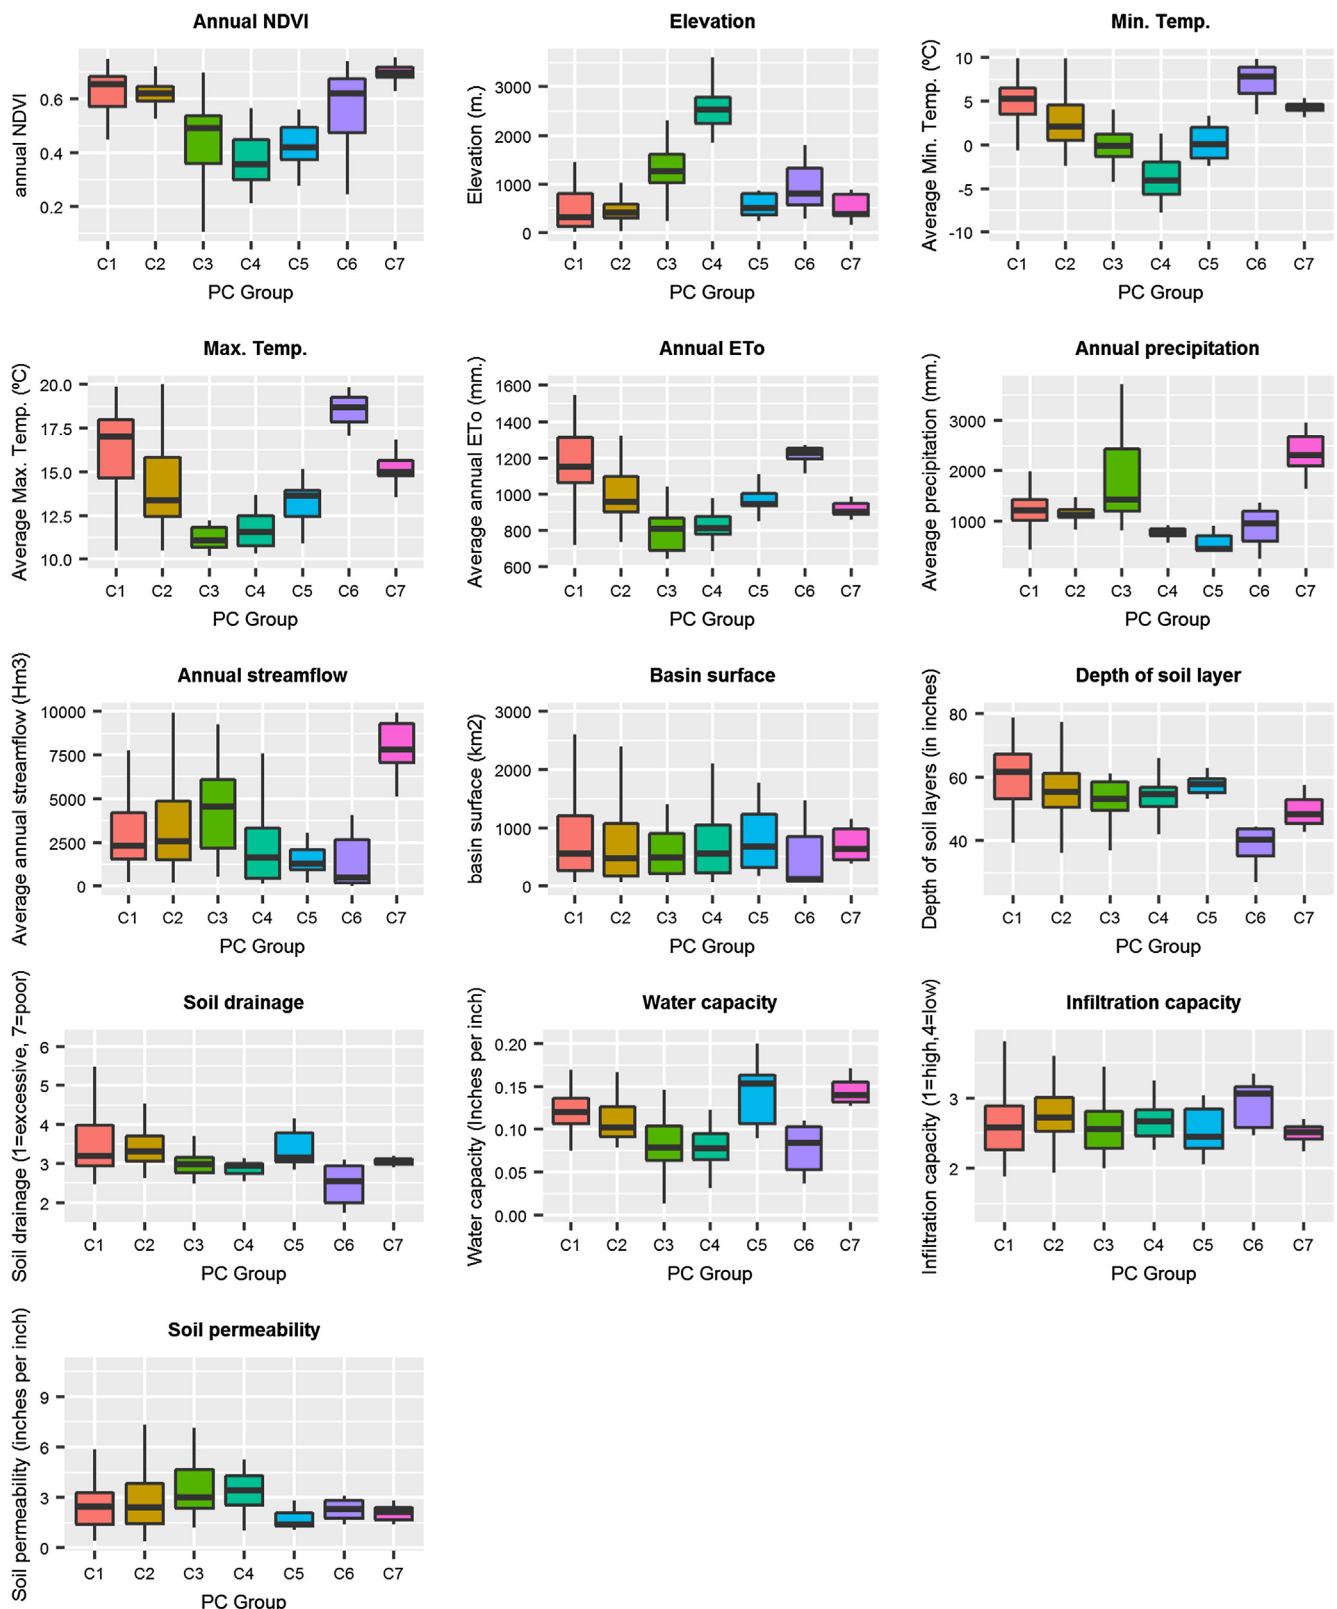 Annual NDVI
annual NDVI
0.6
0.4
0.2
C1 C2 C3 C4 C5 C6 C7
PC Group
Elevation
Elevation (m.)
3000
2000
1000
0
C1 C2 C3 C4 C5 C6 C7
PC Group
Min. Temp.
Average Min. Temp. (ºC)
10
5
0
-5
-10
C1 C2 C3 C4 C5 C6 C7
PC Group
Max. Temp.
Average Max. Temp. (ºC)
20.0
17.5
15.0
12.5
10.0
C1 C2 C3 C4 C5 C6 C7
PC Group
Annual ETo
Average annual ETo (mm.)
1600
1400
1200
1000
800
600
C1 C2 C3 C4 C5 C6 C7
PC Group
Annual precipitation
Average precipitation (mm.)
3000
2000
1000
C1 C2 C3 C4 C5 C6 C7
PC Group
Annual streamflow
Average annual streamflow (Hm3)
10000
7500
5000
2500
0
C1 C2 C3 C4 C5 C6 C7
PC Group
Basin surface
basin surface (km2)
3000
2000
1000
0
C1 C2 C3 C4 C5 C6 C7
PC Group
Depth of soil layer
Depth of soil layers (in inches)
80
60
40
C1 C2 C3 C4 C5 C6 C7
PC Group
Soil drainage
Soil drainage (1=excessive, 7=poor)
6
5
4
3
2
C1 C2 C3 C4 C5 C6 C7
PC Group
Water capacity
Water capacity (Inches per inch)
0.20
0.15
0.10
0.05
0.00
C1 C2 C3 C4 C5 C6 C7
PC Group
Infiltration capacity
Infiltration capacity (1=high,4=low)
3
2
C1 C2 C3 C4 C5 C6 C7
PC Group
Soil permeability
Soil permeability (inches per inch)
9
6
3
0
C1 C2 C3 C4 C5 C6 C7
PC Group